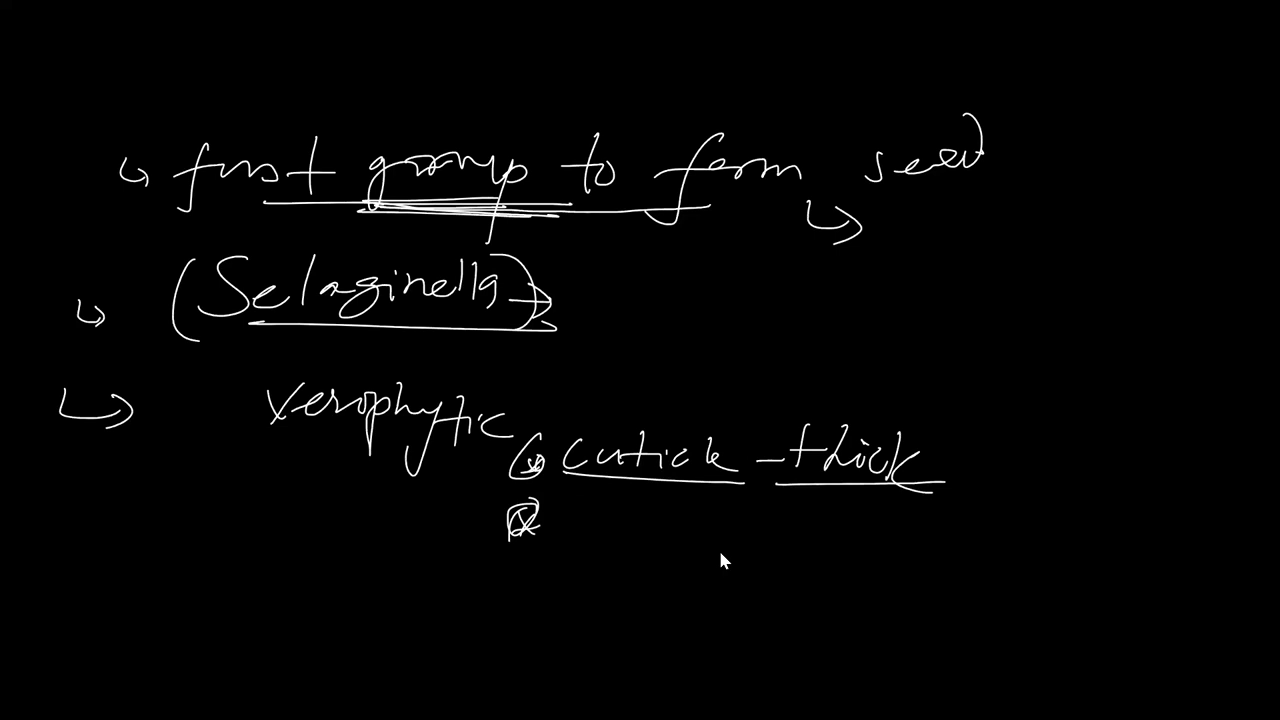 ↳ first group to form seed
↳ (Selaginella)
↳ xerophytic
cuticle - thick